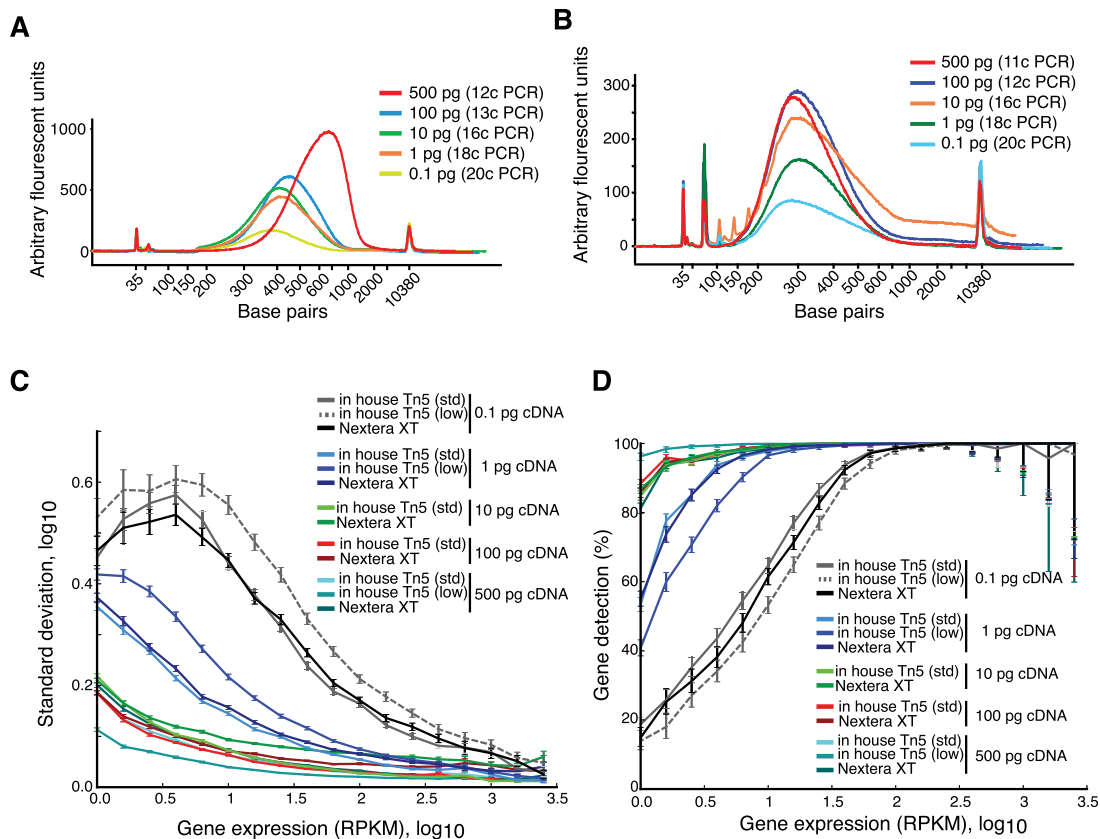 A
Arbitrary flourescent units
1000
500
0
500 pg (12c PCR)
100 pg (13c PCR)
10 pg (16c PCR)
1 pg (18c PCR)
0.1 pg (20c PCR)
35
100
150
200
300
400
500
600
1000
2000
10380
Base pairs
B
Arbitrary flourescent units
300
200
100
0
500 pg (11c PCR)
100 pg (12c PCR)
10 pg (16c PCR)
1 pg (18c PCR)
0.1 pg (20c PCR)
35
100
150
200
300
400
500
600
1000
2000
10380
Base pairs
C
Standard deviation, log10
0.6
0.4
0.2
0.0
in house Tn5 (std)
in house Tn5 (low)
Nextera XT
0.1 pg cDNA
in house Tn5 (std)
in house Tn5 (low)
Nextera XT
1 pg cDNA
in house Tn5 (std)
Nextera XT
10 pg cDNA
in house Tn5 (std)
Nextera XT
100 pg cDNA
in house Tn5 (std)
in house Tn5 (low)
Nextera XT
500 pg cDNA
0.0
0.5
1
1.5
2.0
2.5
3.0
3.5
Gene expression (RPKM), log10
D
Gene detection (%)
100
80
60
40
20
0
in house Tn5 (std)
in house Tn5 (low)
Nextera XT
0.1 pg cDNA
in house Tn5 (std)
in house Tn5 (low)
Nextera XT
1 pg cDNA
in house Tn5 (std)
Nextera XT
10 pg cDNA
in house Tn5 (std)
Nextera XT
100 pg cDNA
in house Tn5 (std)
in house Tn5 (low)
Nextera XT
500 pg cDNA
0.0
0.5
1
1.5
2.0
2.5
3.0
3.5
Gene expression (RPKM), log10